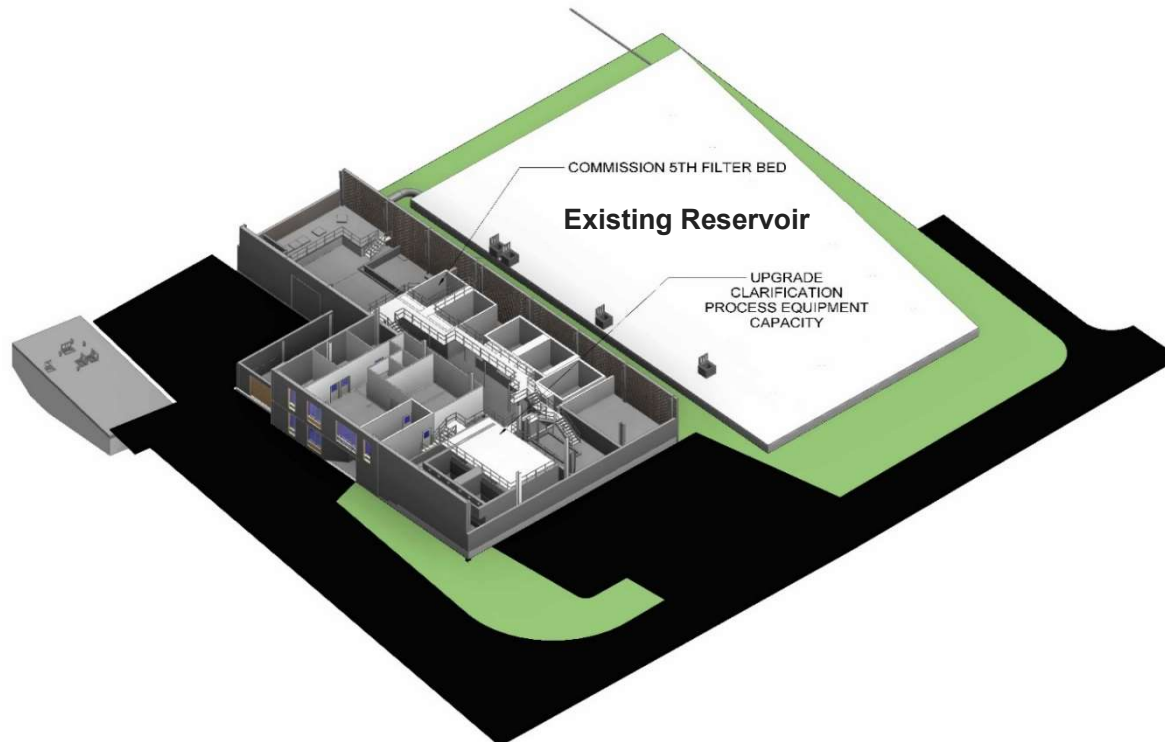 COMMISSION 5TH FILTER BED
Existing Reservoir
UPGRADE
CLARIFICATION
PROCESS EQUIPMENT
CAPACITY